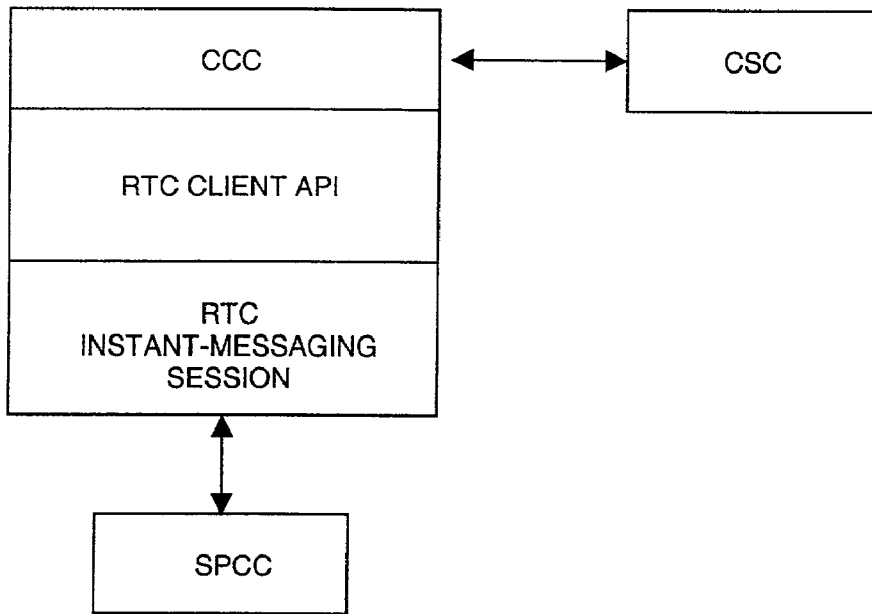 CCC
CSC
RTC CLIENT API
RTC
INSTANT-MESSAGING
SESSION
SPCC